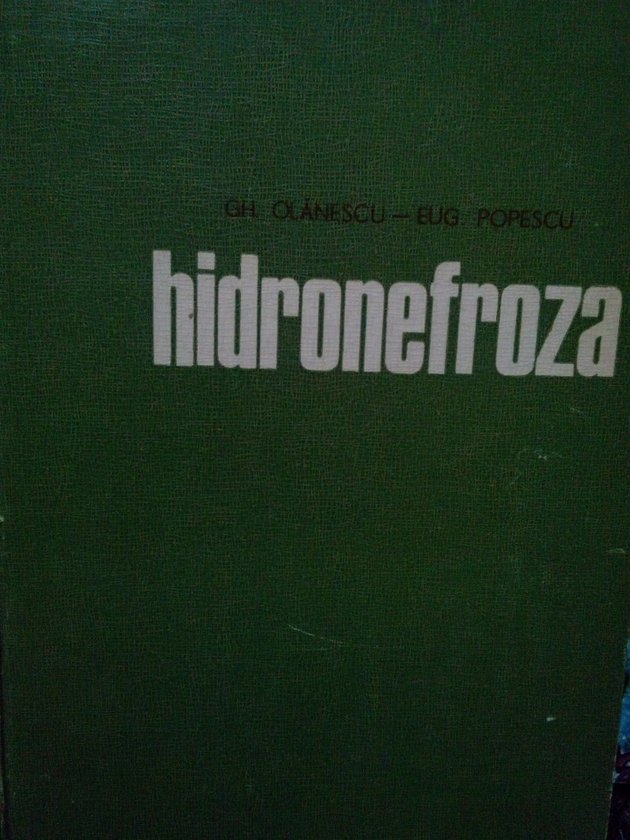 GH. OLĂNESCU — EUG. POPESCU
hidronefroza